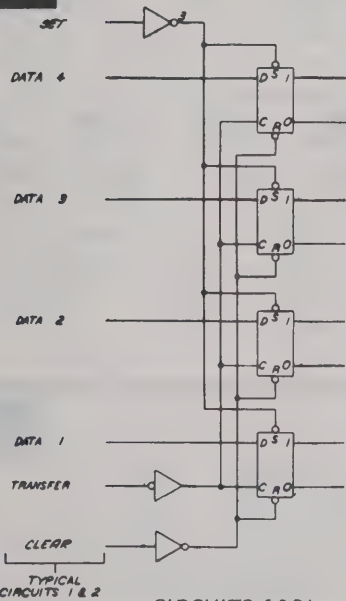 SET
3
DATA 4
D S 1
C R 0
DATA 3
D S 1
C R 0
DATA 2
D S 1
C R 0
DATA 1
D S 1
C R 0
TRANSFER
CLEAR
TYPICAL
CIRCUITS 1 & 2